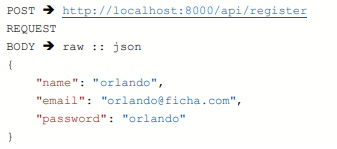 POST 🡪 http://localhost:8000/api/register
REQUEST
BODY 🡪 raw :: json
{
    "name": "orlando",
    "email": "orlando@ficha.com",
    "password": "orlando"
}